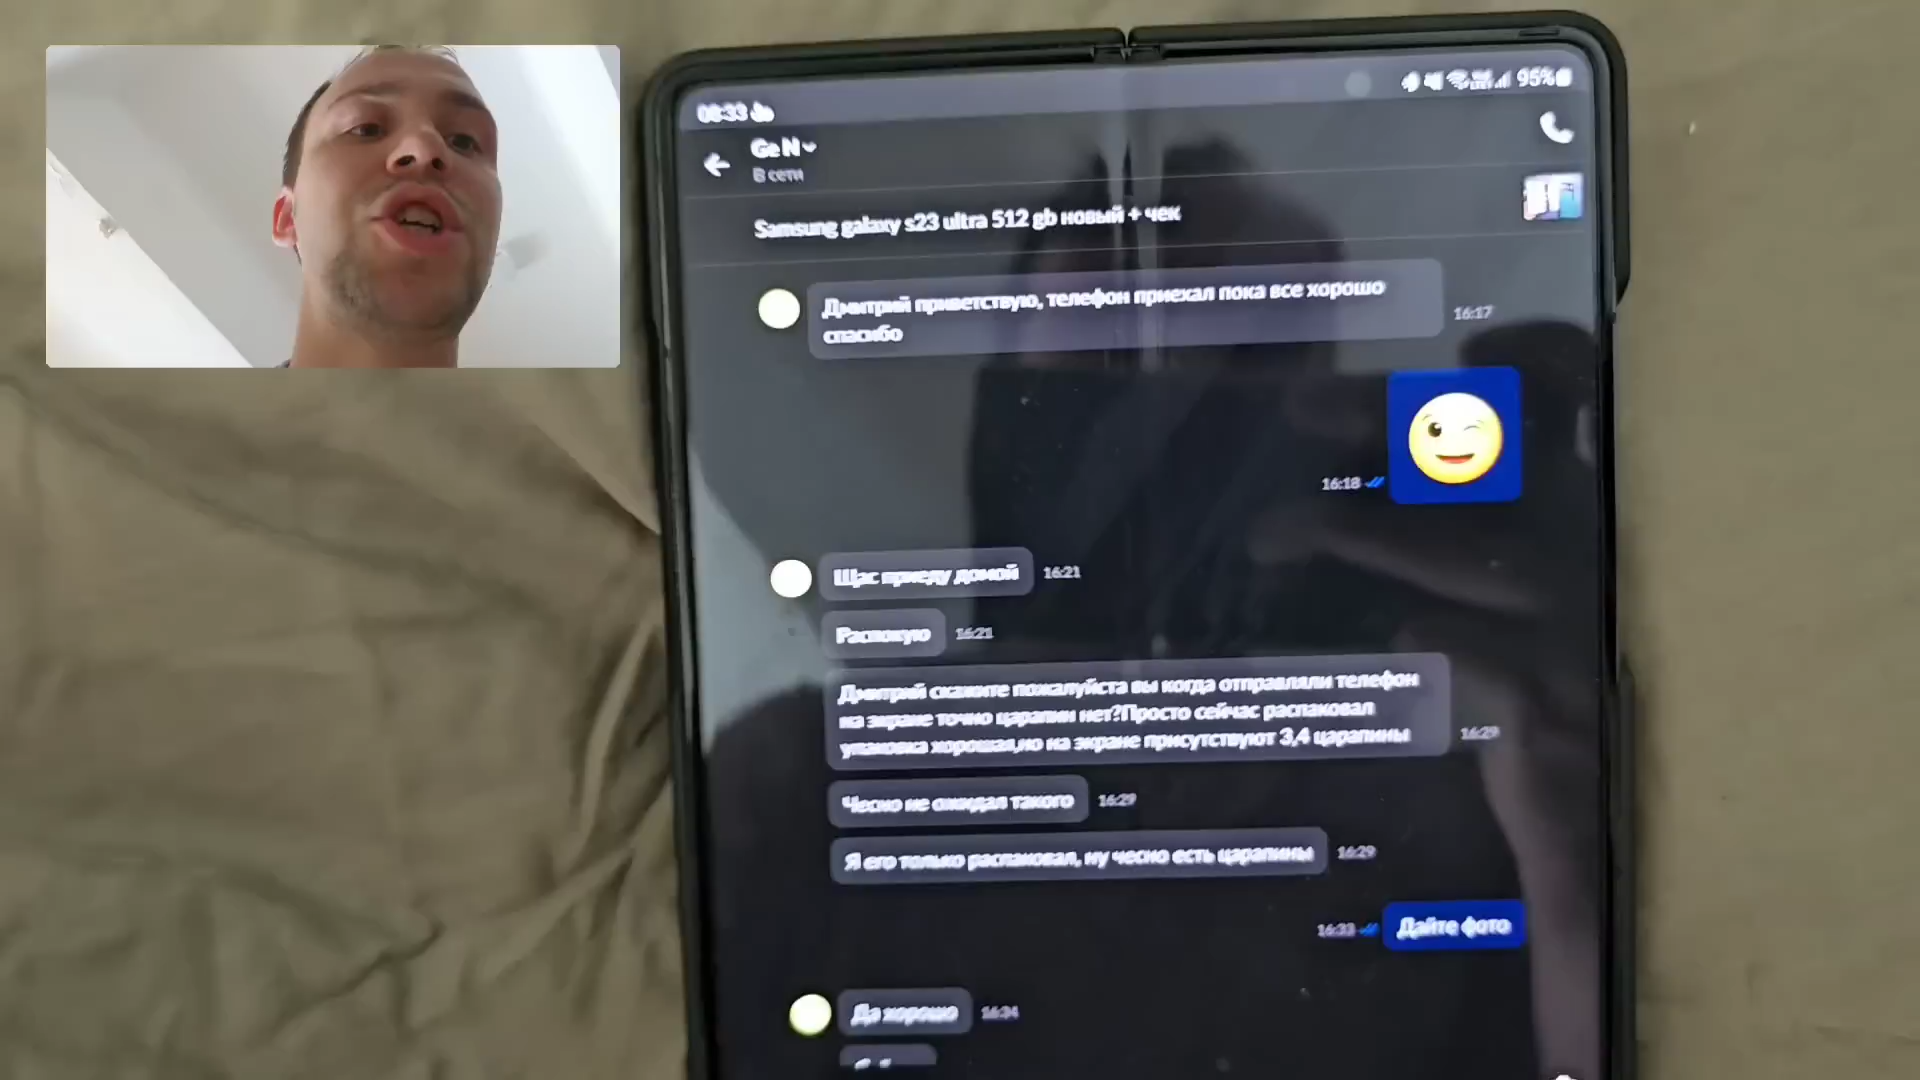 08:33
95%
Ge N
В сети
Samsung galaxy s23 ultra 512 gb новый + чек
Дмитрий приветствую, телефон приехал пока все хорошо
спасибо
16:17
16:18
Щас приеду домой 16:21
Распокую 16:21
Дмитрий скажите пожалуйста вы когда отправляли телефон
на экране точно царапин нет?Просто сейчас распаковал
упаковка хорошая,но на экране присутствуют 3,4 царапины
16:29
Чесно не ожидал такого 16:29
Я его только распаковал, ну чесно есть царапины 16:29
16:33 Дайте фото
Да хорошо 16:34